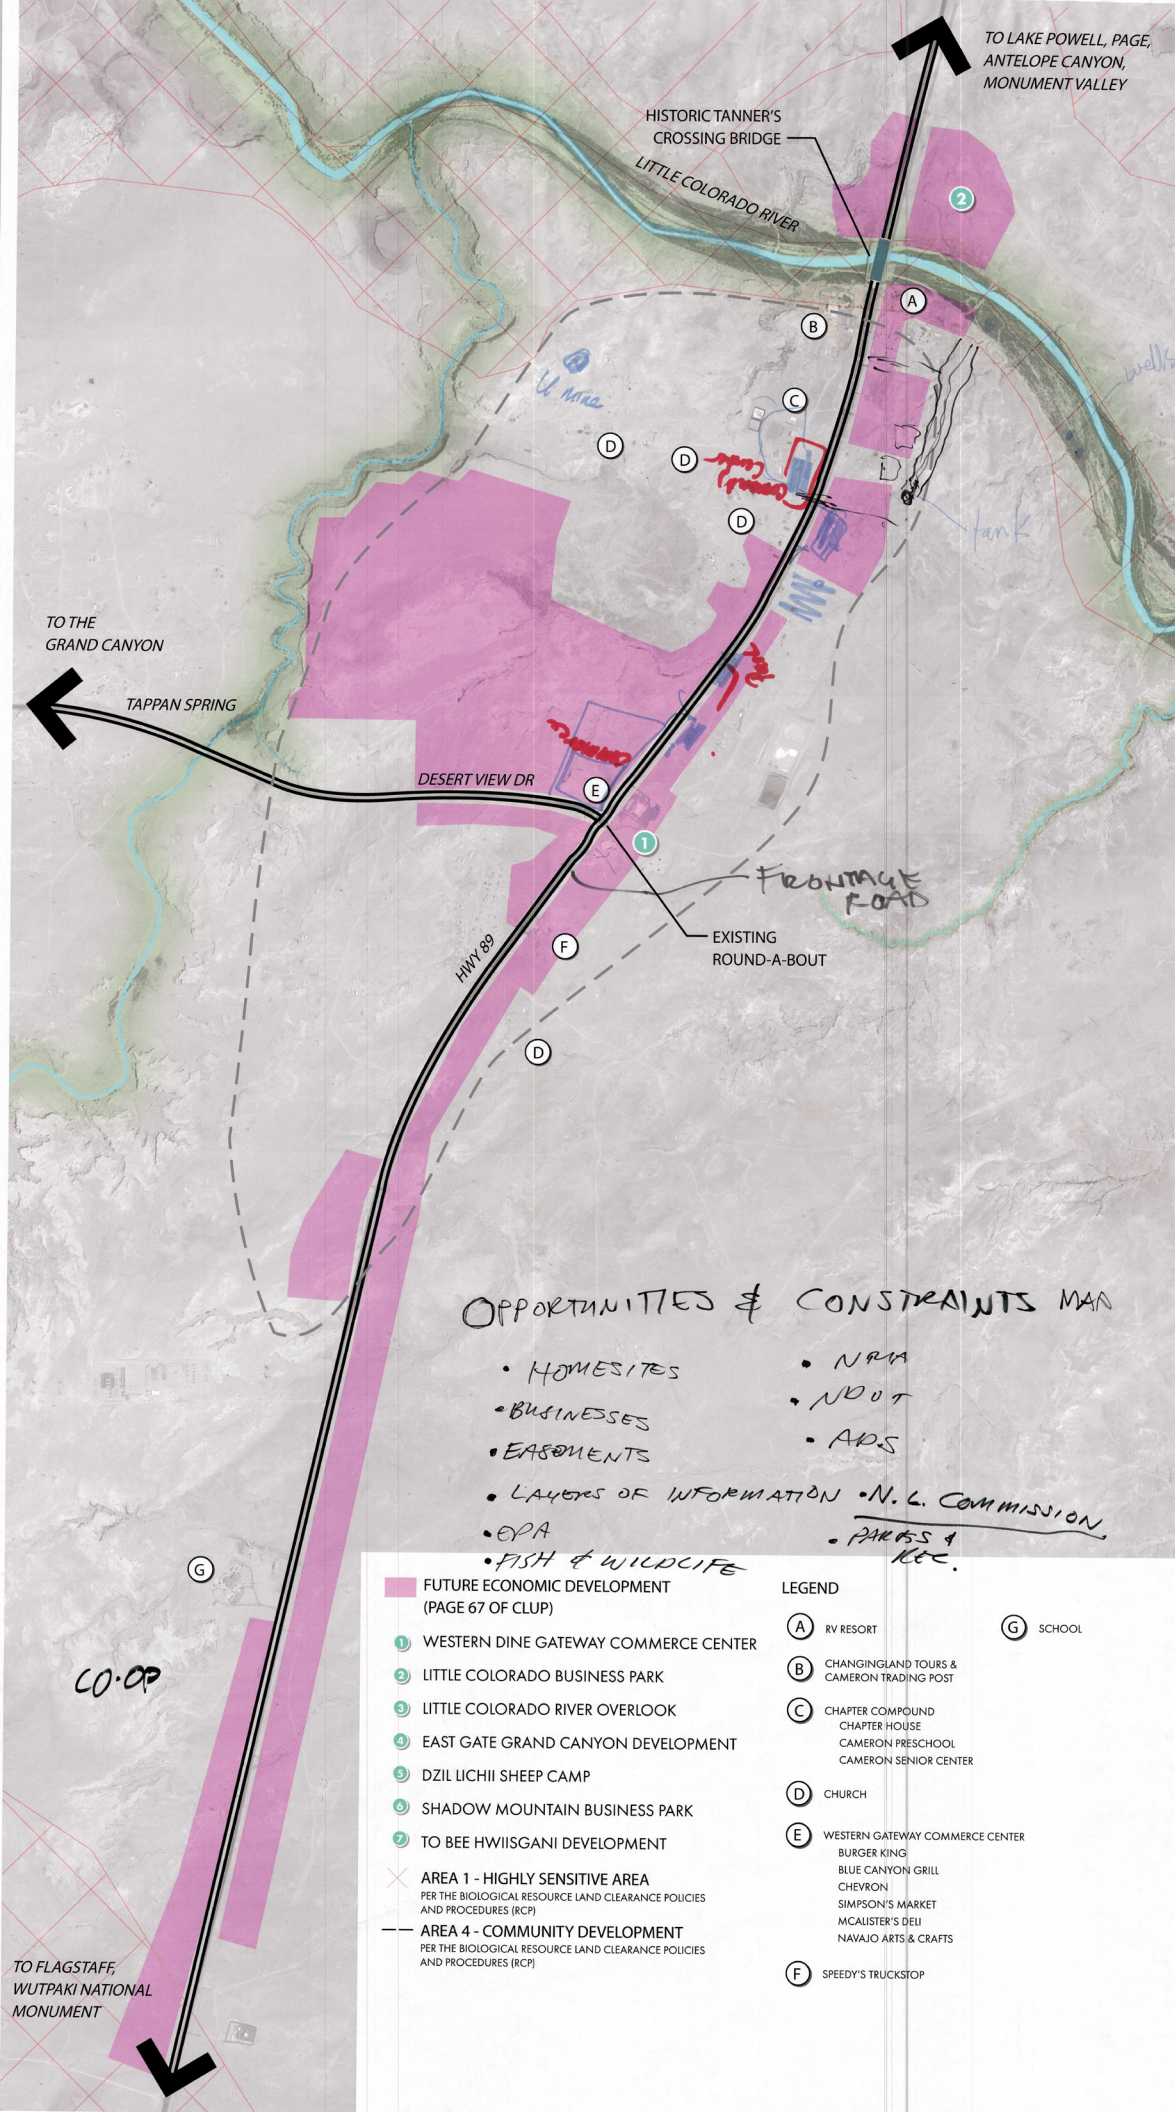 TO LAKE POWELL, PAGE,
ANTELOPE CANYON,
MONUMENT VALLEY
HISTORIC TANNER'S
CROSSING BRIDGE
LITTLE COLORADO RIVER
2
A
B
wells
U mine
C
D
D
Center
D
tank
TO THE
GRAND CANYON
TAPPAN SPRING
COMMERCE
DESERT VIEW DR
E
1
FRONTAGE
ROAD
EXISTING
ROUND-A-BOUT
HWY 89
F
D
OPPORTUNITIES & CONSTRAINTS MAP
• HOMESITES
• BUSINESSES
• EASEMENTS
• LAYERS OF INFORMATION
• EPA
• FISH & WILDLIFE
• NDOT
• N.L. COMMISSION
• PARKS &
REC.
G
CO-OP
FUTURE ECONOMIC DEVELOPMENT
(PAGE 67 OF CLUP)
1 WESTERN DINE GATEWAY COMMERCE CENTER
2 LITTLE COLORADO BUSINESS PARK
3 LITTLE COLORADO RIVER OVERLOOK
4 EAST GATE GRAND CANYON DEVELOPMENT
5 DZIL LICHII SHEEP CAMP
6 SHADOW MOUNTAIN BUSINESS PARK
7 TO BEE HWIISGANI DEVELOPMENT
AREA 1 - HIGHLY SENSITIVE AREA
PER THE BIOLOGICAL RESOURCE LAND CLEARANCE POLICIES
AND PROCEDURES (RCP)
AREA 4 - COMMUNITY DEVELOPMENT
PER THE BIOLOGICAL RESOURCE LAND CLEARANCE POLICIES
AND PROCEDURES (RCP)
LEGEND
A RV RESORT
B CHANGINGLAND TOURS &
CAMERON TRADING POST
C CHAPTER COMPOUND
CHAPTER HOUSE
CAMERON PRESCHOOL
CAMERON SENIOR CENTER
D CHURCH
E WESTERN GATEWAY COMMERCE CENTER
BURGER KING
BLUE CANYON GRILL
CHEVRON
SIMPSON'S MARKET
MCALISTER'S DELI
NAVAJO ARTS & CRAFTS
F SPEEDY'S TRUCKSTOP
G SCHOOL
TO FLAGSTAFF,
WUTPAKI NATIONAL
MONUMENT